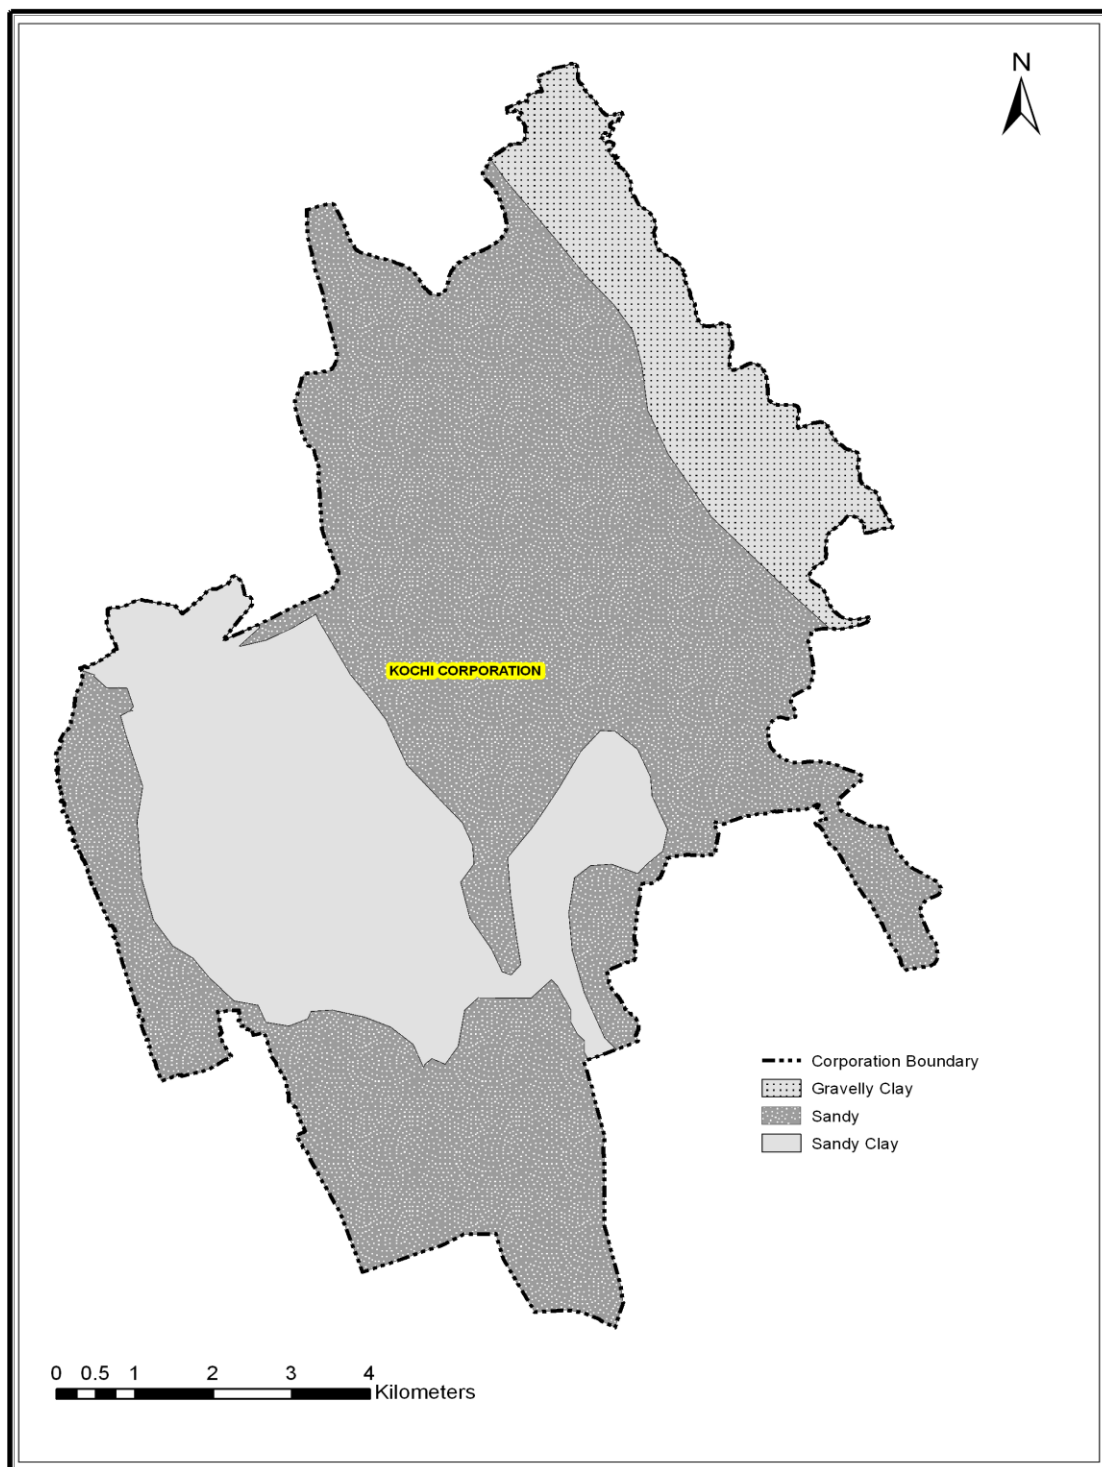 N
KOCHI CORPORATION
Corporation Boundary
Gravelly Clay
Sandy
Sandy Clay
0 0.5 1 2 3 4
Kilometers